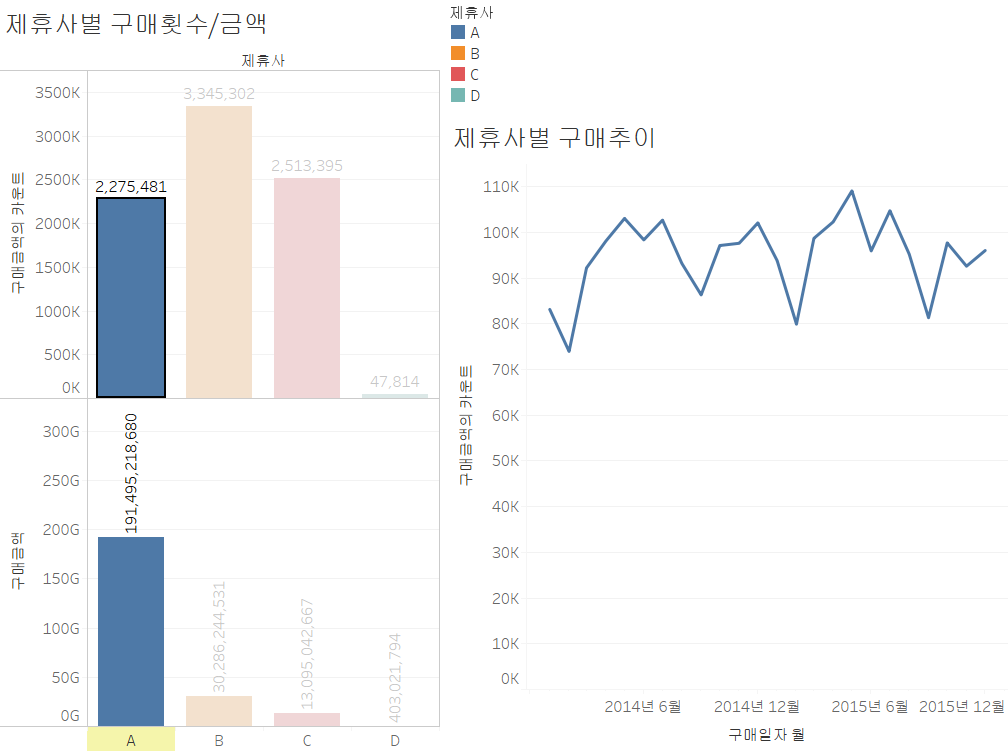 제휴사별 구매횟수/금액
제휴사
3500K
3000K
2500K
2000K
1500K
1000K
500K
0K
구매금액의 카운트
2,275,481
3,345,302
2,513,395
47,814
300G
250G
200G
150G
100G
50G
0G
구매금액
191,495,218,680
30,286,244,531
13,095,042,667
403,021,794
A
B
C
D
제휴사
A
B
C
D
제휴사별 구매추이
110K
100K
90K
80K
70K
60K
50K
40K
30K
20K
10K
0K
구매금액의 카운트
2014년 6월
2014년 12월
2015년 6월
2015년 12월
구매일자 월